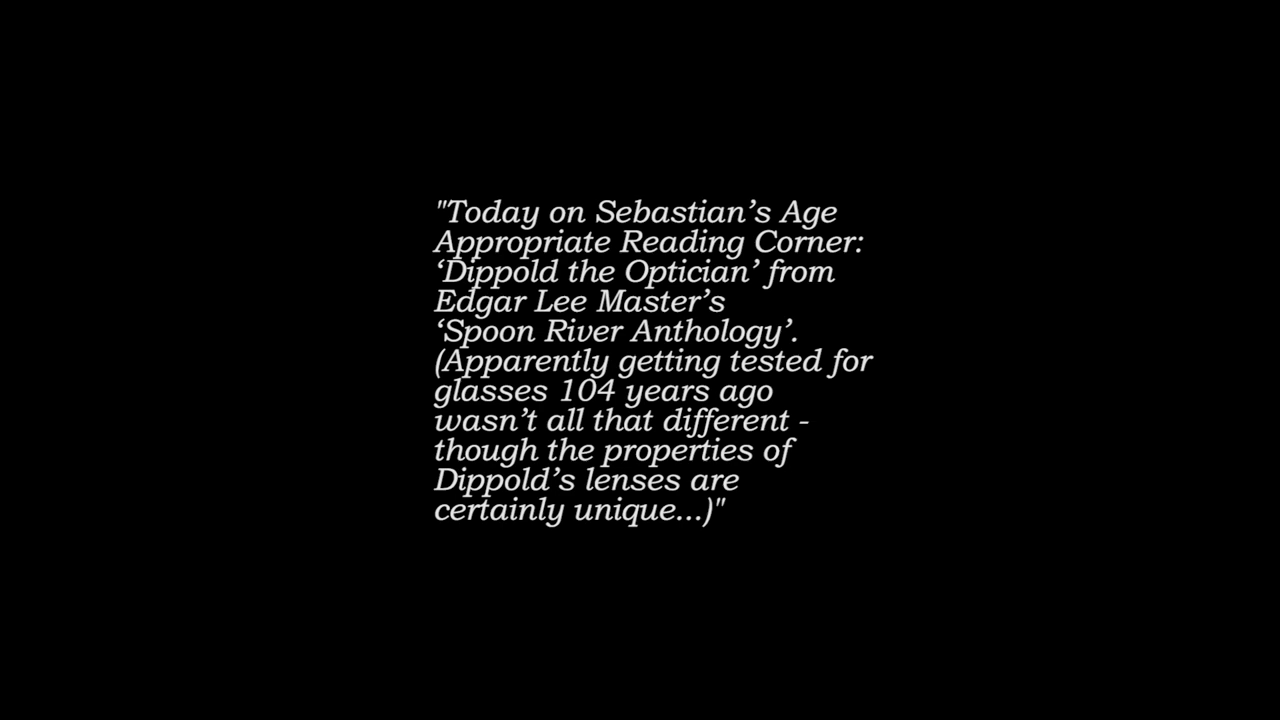 "Today on Sebastian’s Age
Appropriate Reading Corner:
‘Dippold the Optician’ from
Edgar Lee Master’s
‘Spoon River Anthology’.
(Apparently getting tested for
glasses 104 years ago
wasn’t all that different -
though the properties of
Dippold’s lenses are
certainly unique...)"